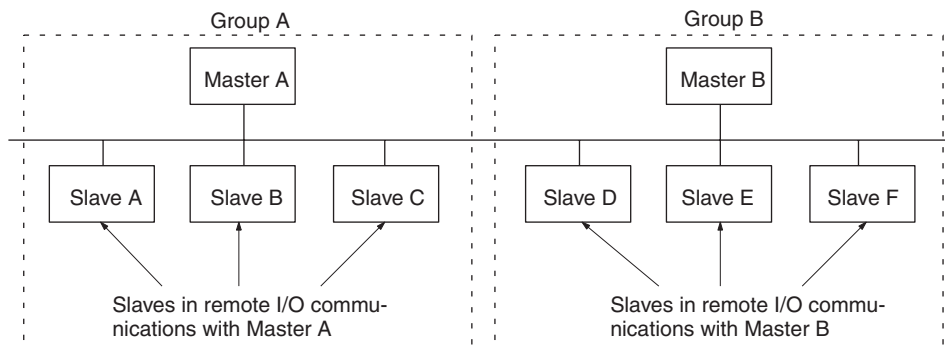 Group A
Group B
Master A
Master B
Slave A
Slave B
Slave C
Slave D
Slave E
Slave F
Slaves in remote I/O commu-
nications with Master A
Slaves in remote I/O commu-
nications with Master B